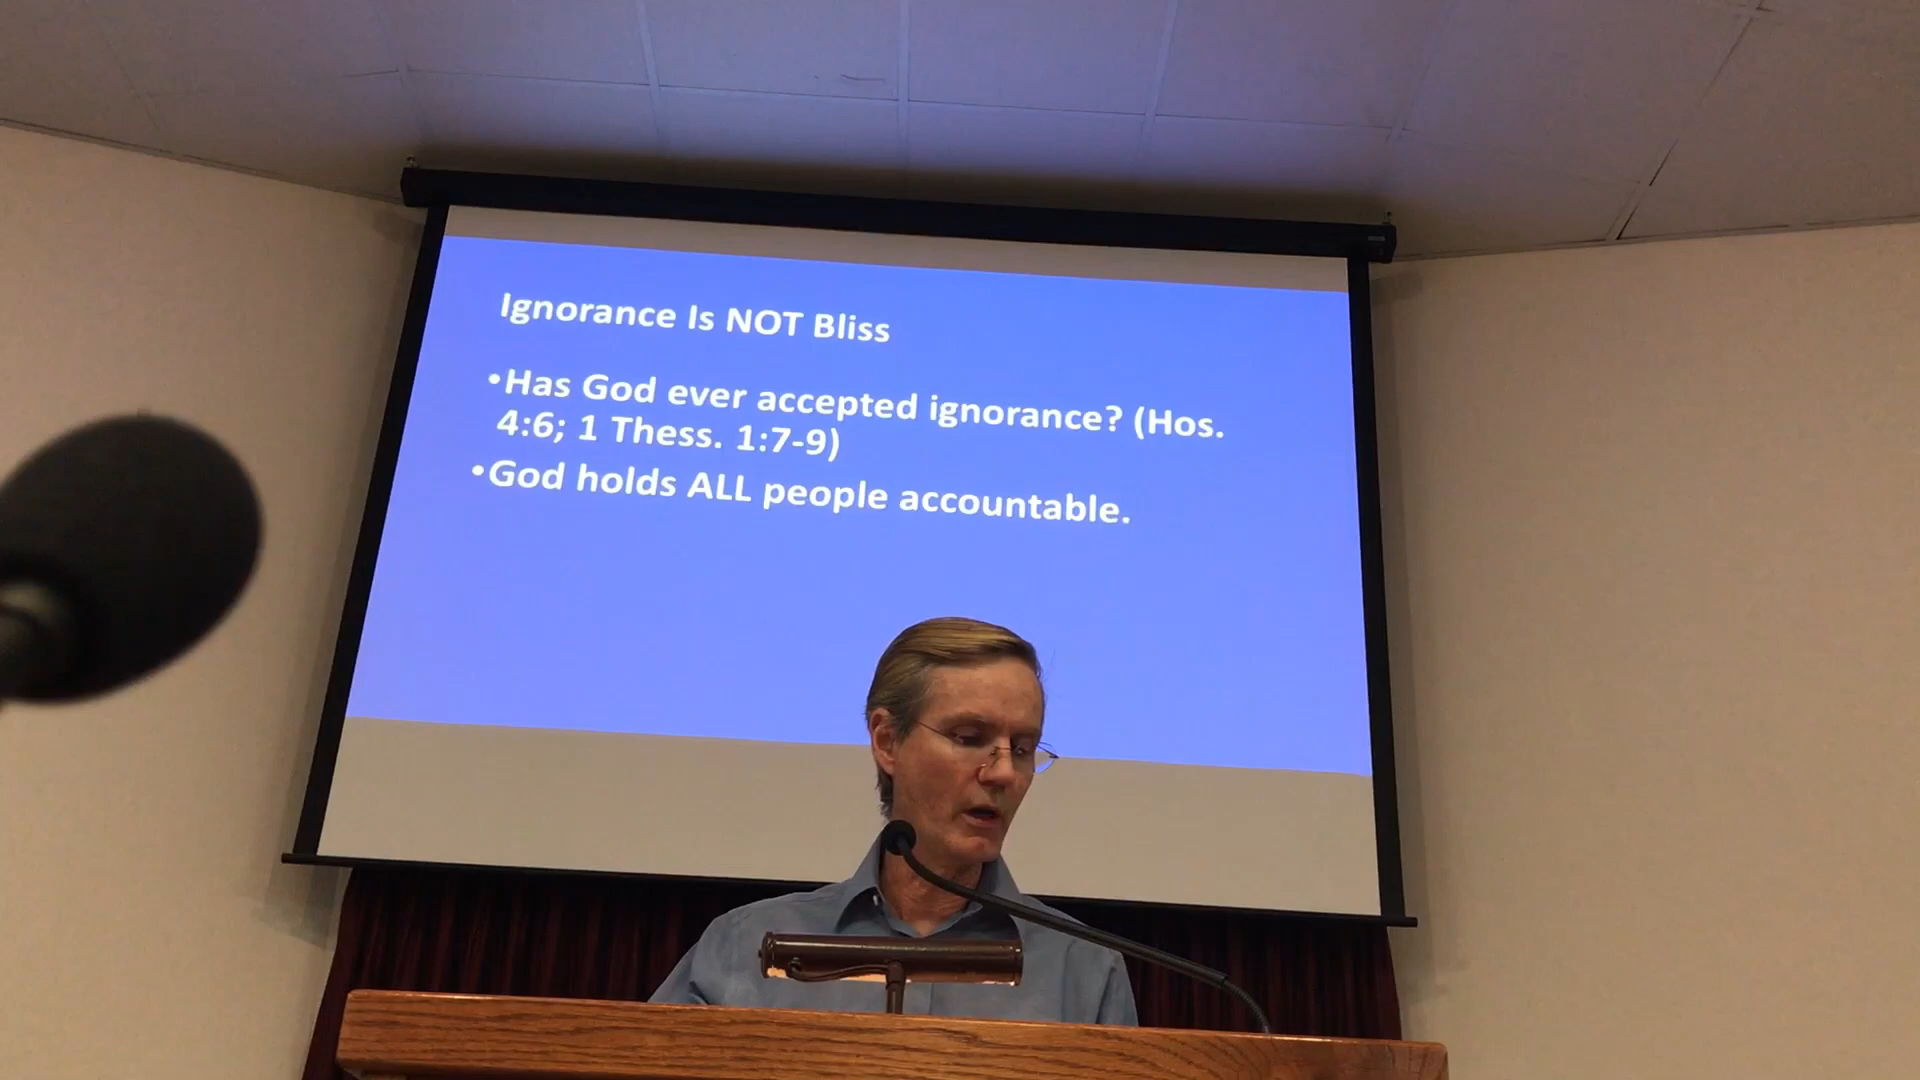 Ignorance Is NOT Bliss
•Has God ever accepted ignorance? (Hos.
4:6; 1 Thess. 1:7-9)
•God holds ALL people accountable.